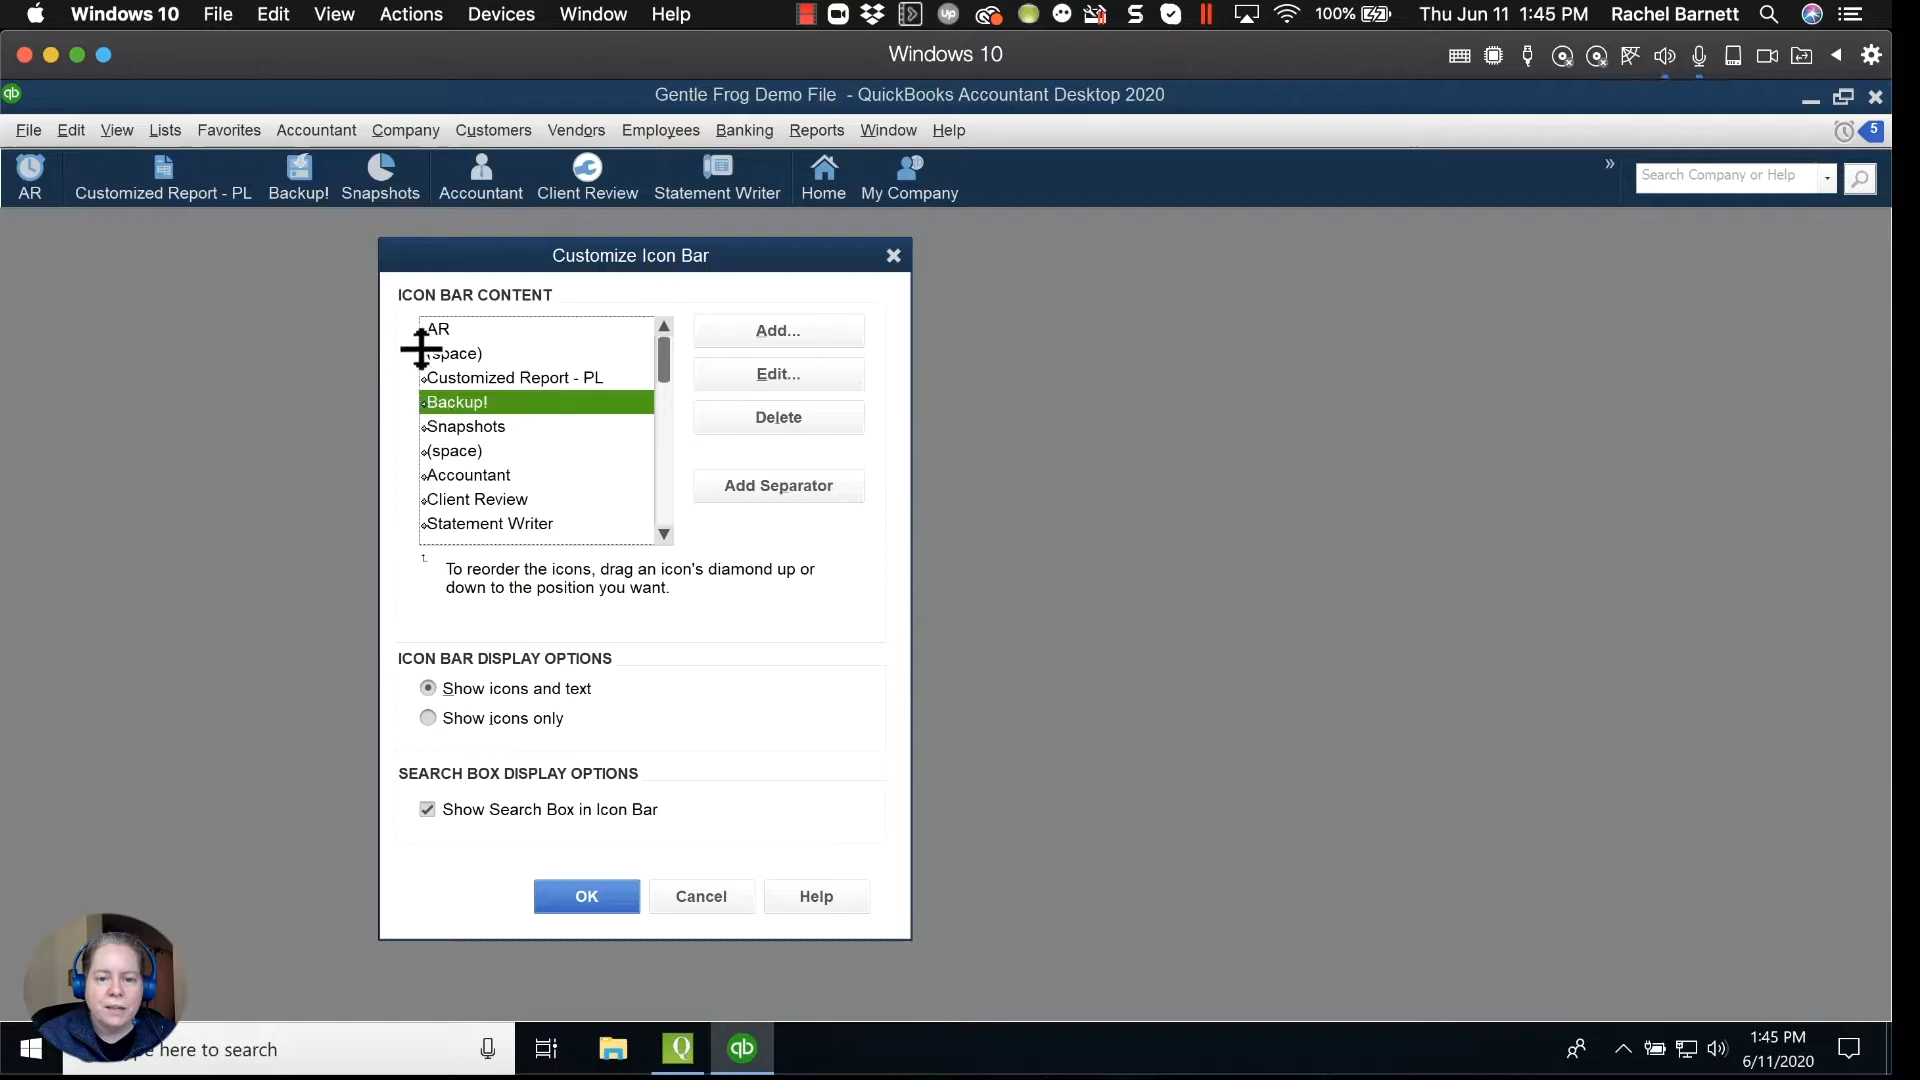 Windows 10 File Edit View Actions Devices Window Help 100% Thu Jun 11 1:45 PM Rachel Barnett
Windows 10
qb Gentle Frog Demo File - QuickBooks Accountant Desktop 2020
File Edit View Lists Favorites Accountant Company Customers Vendors Employees Banking Reports Window Help 5
AR Customized Report - PL Backup! Snapshots Accountant Client Review Statement Writer Home My Company » Search Company or Help
Customize Icon Bar
ICON BAR CONTENT
AR
(space)
Customized Report - PL
Backup!
Snapshots
(space)
Accountant
Client Review
Statement Writer
Add...
Edit...
Delete
Add Separator
To reorder the icons, drag an icon's diamond up or
down to the position you want.
ICON BAR DISPLAY OPTIONS
Show icons and text
Show icons only
SEARCH BOX DISPLAY OPTIONS
Show Search Box in Icon Bar
OK Cancel Help
here to search
qb
1:45 PM
6/11/2020